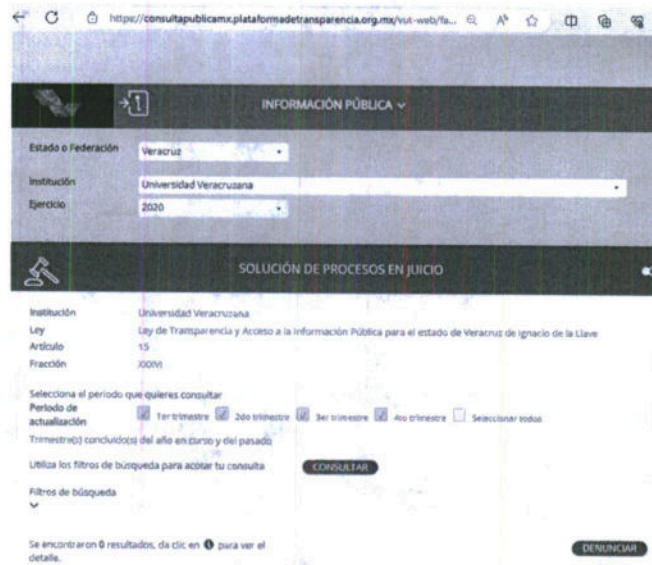 https://consultapublicamx.plataformadetransparencia.org.mx/vut-web/fa...
INFORMACIÓN PÚBLICA
Estado o Federación Veracruz
Institución Universidad Veracruzana
Ejercicio 2020
SOLUCIÓN DE PROCESOS EN JUICIO
Institución Universidad Veracruzana
Ley Ley de Transparencia y Acceso a la Información Pública para el estado de Veracruz de Ignacio de la Llave
Artículo 15
Fracción XXXVI
Selecciona el periodo que quieres consultar
Periodo de actualización 1er trimestre 2do trimestre 3er trimestre 4to trimestre Seleccionar todos
Trimestre(s) concluido(s) del año en curso y del pasado
Utiliza los filtros de búsqueda para acotar tu consulta CONSULTAR
Filtros de búsqueda
Se encontraron 0 resultados, da clic en para ver el
detalle.
DENUNCIAR